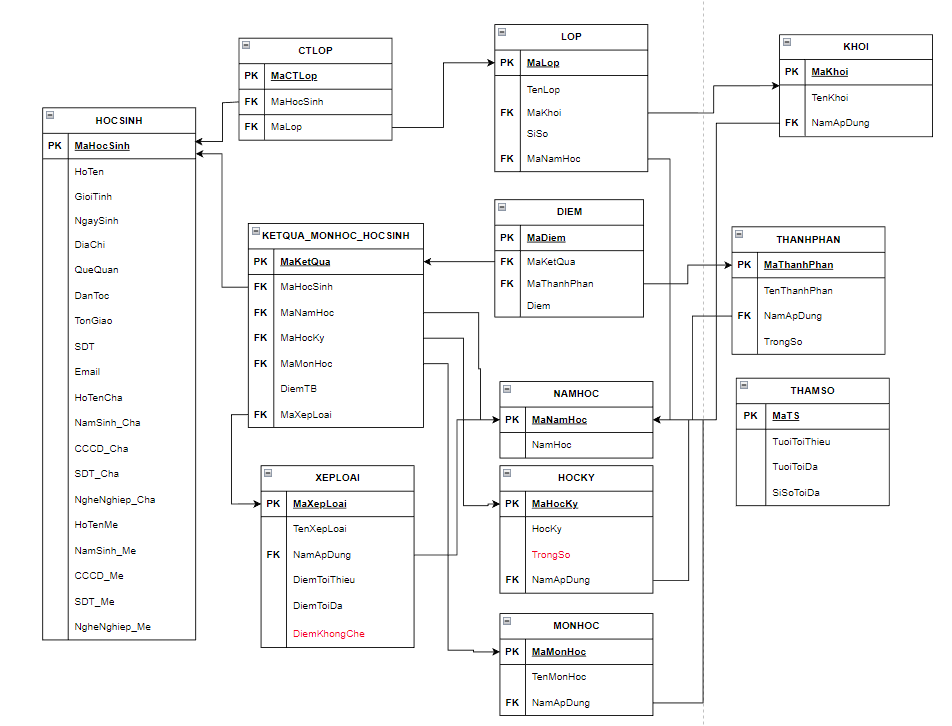 CTLOP
PK MaCTLop
FK MaHocSinh
FK MaLop
LOP
PK MaLop
TenLop
FK MaKhoi
SiSo
FK MaNamHoc
KHOI
PK MaKhoi
TenKhoi
FK NamApDung
HOCSINH
PK MaHocSinh
HoTen
GioiTinh
NgaySinh
DiaChi
QueQuan
DanToc
TonGiao
SDT
Email
HoTenCha
NamSinh_Cha
CCCD_Cha
SDT_Cha
NgheNghiep_Cha
HoTenMe
NamSinh_Me
CCCD_Me
SDT_Me
NgheNghiep_Me
KETQUA_MONHOC_HOCSINH
PK MaKetQua
FK MaHocSinh
FK MaNamHoc
FK MaHocKy
FK MaMonHoc
DiemTB
FK MaXepLoai
DIEM
PK MaDiem
FK MaKetQua
FK MaThanhPhan
Diem
THANHPHAN
PK MaThanhPhan
TenThanhPhan
FK NamApDung
TrongSo
NAMHOC
PK MaNamHoc
NamHoc
THAMSO
PK MaTS
TuoiToiThieu
TuoiToiDa
SiSoToiDa
XEPLOAI
PK MaXepLoai
TenXepLoai
FK NamApDung
DiemToiThieu
DiemToiDa
DiemKhongChe
HOCKY
PK MaHocKy
HocKy
TrongSo
FK NamApDung
MONHOC
PK MaMonHoc
TenMonHoc
FK NamApDung